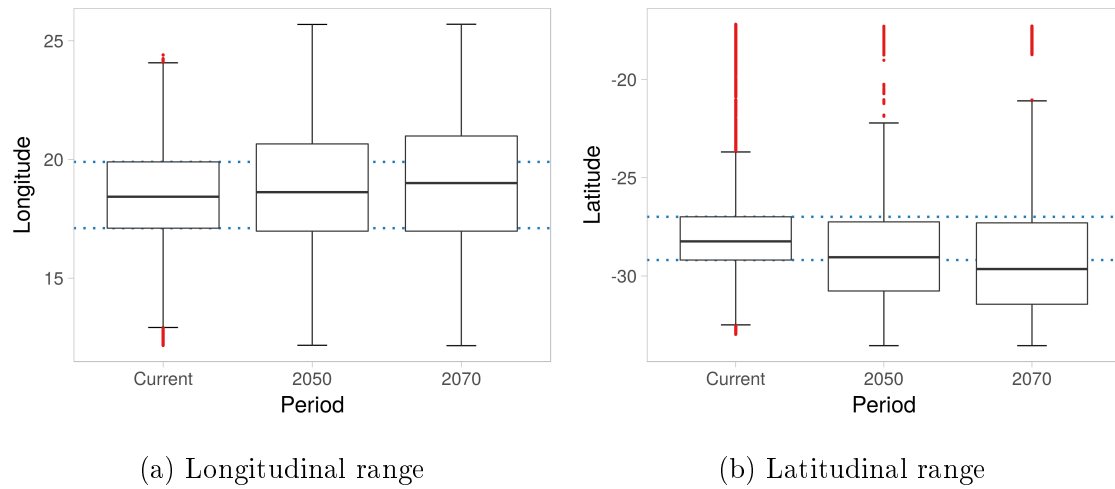 25
20
15
Longitude
Current 2050 2070
Period
(a) Longitudinal range
-20
-25
-30
Latitude
Current 2050 2070
Period
(b) Latitudinal range